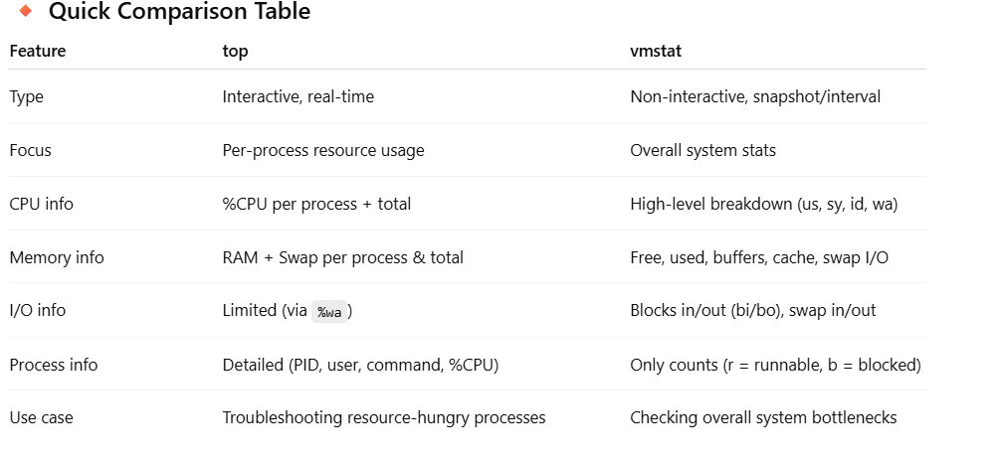 Quick Comparison Table
Feature top vmstat
Type Interactive, real-time Non-interactive, snapshot/interval
Focus Per-process resource usage Overall system stats
CPU info %CPU per process + total High-level breakdown (us, sy, id, wa)
Memory info RAM + Swap per process & total Free, used, buffers, cache, swap I/O
I/O info Limited (via %wa) Blocks in/out (bi/bo), swap in/out
Process info Detailed (PID, user, command, %CPU) Only counts (r = runnable, b = blocked)
Use case Troubleshooting resource-hungry processes Checking overall system bottlenecks